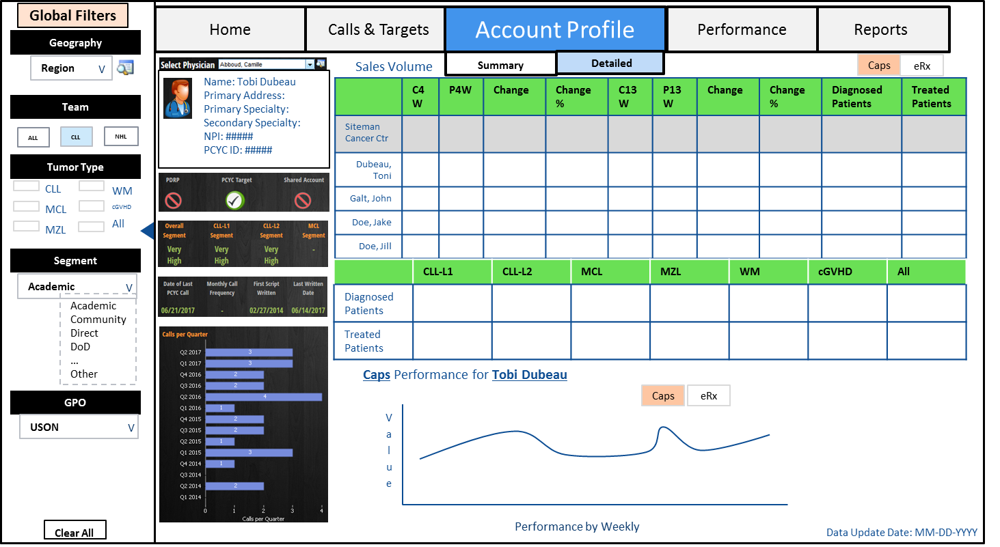 Global Filters
Geography
Region V
Team
ALL CLL NHL
Tumor Type
CLL WM
MCL cGVHD
MZL All
Segment
Academic V
Academic
Community
Direct
DoD
...
Other
GPO
USON V
Clear All
Home Calls & Targets Account Profile Performance Reports
Summary Detailed
Select Physician Abboud, Camille
Name: Tobi Dubeau
Primary Address:
Primary Specialty:
Secondary Specialty:
NPI: #####
PCYC ID: #####
PDRP PCYC Target Shared Account
Overall Segment CLL-L1 Segment CLL-L2 Segment MCL Segment
Very High Very High Very High -
Date of Last PCYC Call Monthly Call Frequency First Script Written Last Written Date
06/21/2017 - 02/27/2014 06/14/2017
Calls per Quarter
Q2 2017 3
Q1 2017 3
Q4 2016 2
Q3 2016 2
Q2 2016 4
Q1 2016 1
Q4 2015 2
Q3 2015 2
Q2 2015 1
Q1 2015 3
Q4 2014 1
Q3 2014
Q2 2014 2
Q1 2014
0 1 2 3 4
Calls per Quarter
Sales Volume
Caps eRx
C4 W P4W Change Change % C13 W P13 W Change Change % Diagnosed Patients Treated Patients
Siteman
Cancer Ctr
Dubeau,
Toni
Galt, John
Doe, Jake
Doe, Jill
CLL-L1 CLL-L2 MCL MZL WM cGVHD All
Diagnosed
Patients
Treated
Patients
Caps Performance for Tobi Dubeau
Caps eRx
Value
Performance by Weekly
Data Update Date: MM-DD-YYYY